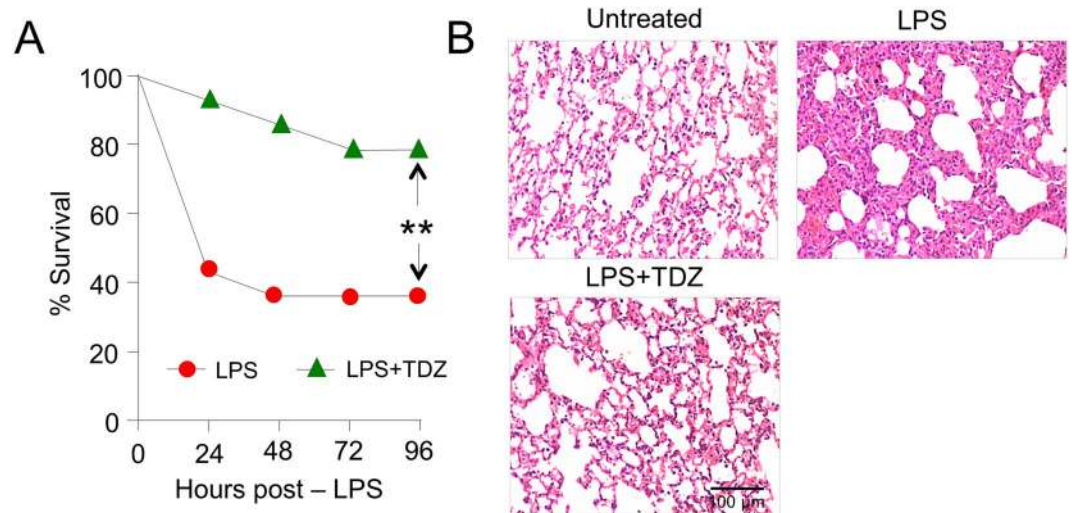 A
100
80
60
40
20
0
% Survival
**
LPS
LPS+TDZ
0 24 48 72 96
Hours post – LPS
B
Untreated
LPS
LPS+TDZ
100 µm